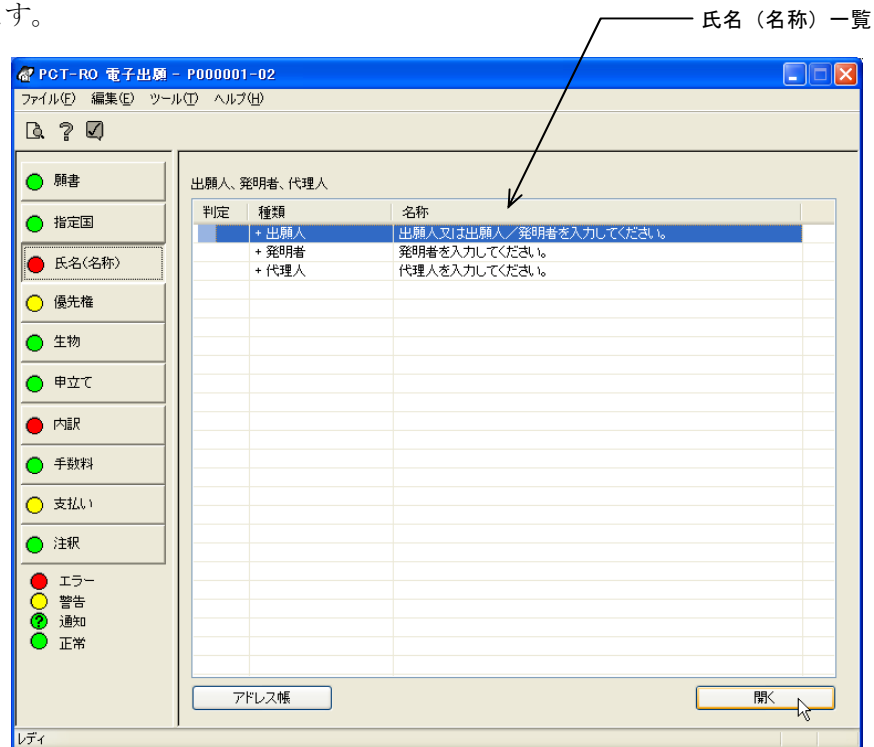 す。
氏名（名称）一覧
PCT-RO 電子出願 - P000001-02
ファイル(F) 編集(E) ツール(T) ヘルプ(H)
願書
指定国
氏名(名称)
優先権
生物
申立て
内訳
手数料
支払い
注釈
エラー
警告
通知
正常
出願人、発明者、代理人
判定 種類 名称
+ 出願人 出願人又は出願人／発明者を入力してください。
+ 発明者 発明者を入力してください。
+ 代理人 代理人を入力してください。
アドレス帳 開く
レディ